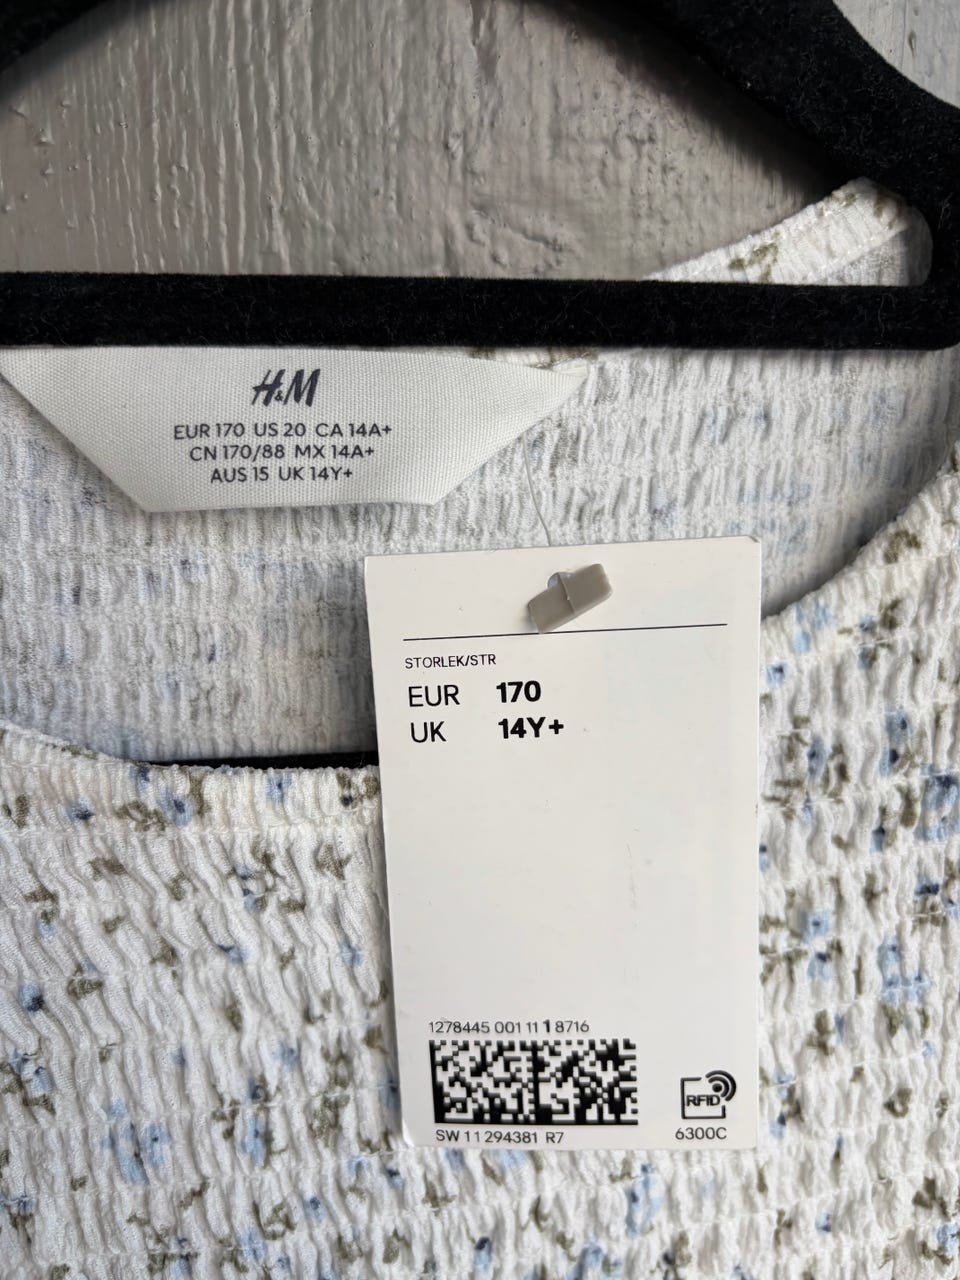 H&M
EUR 170 US 20 CA 14A+
CN 170/88 MX 14A+
AUS 15 UK 14Y+
STORLEK/STR
EUR 170
UK 14Y+
1278445 001 11 1 8716
RFID
SW 11 294381 R7
6300C